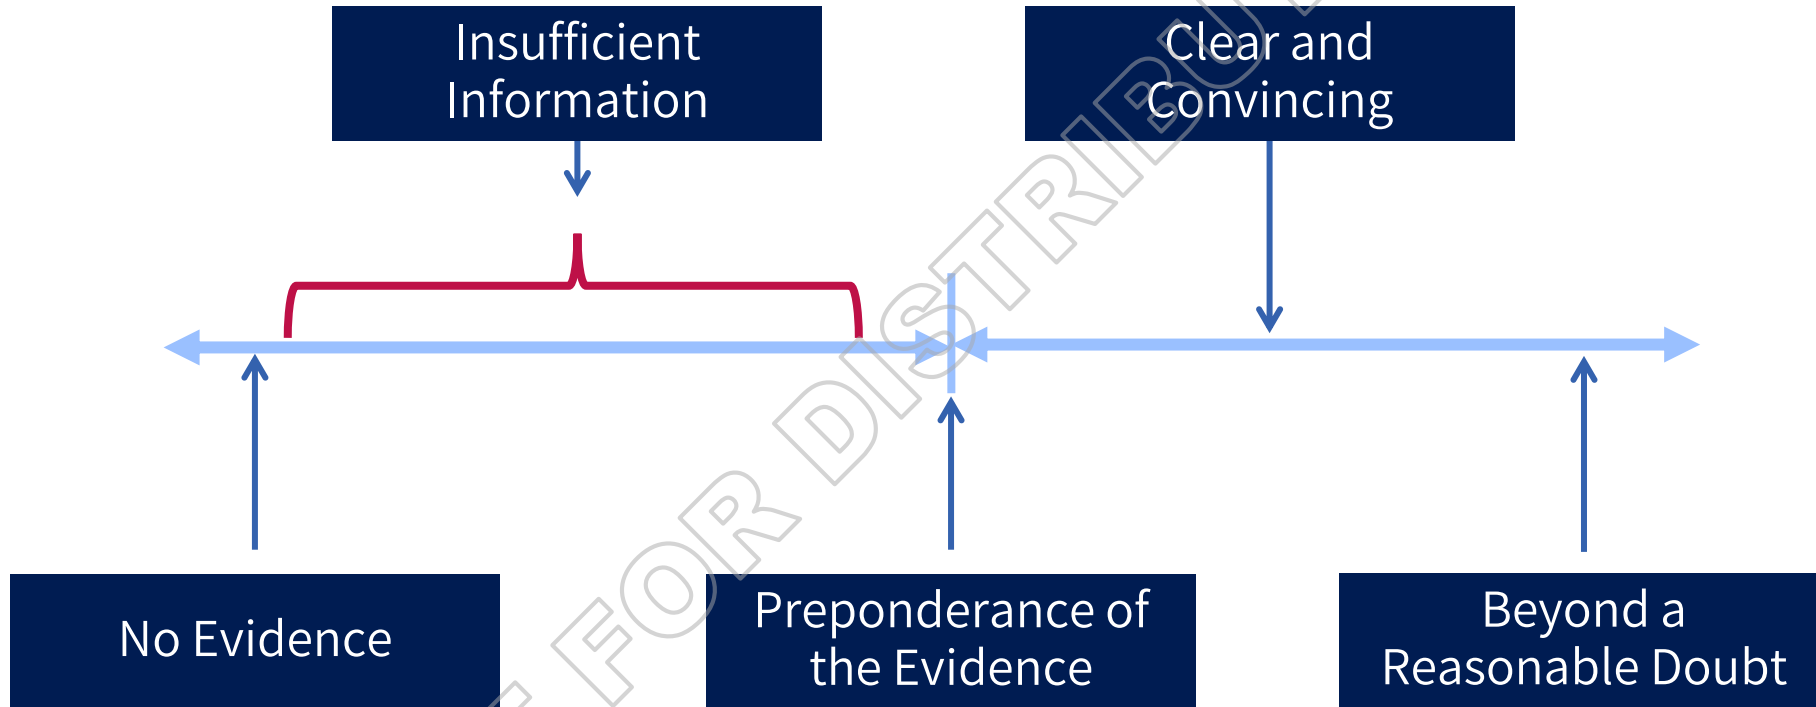 Insufficient
Information
Clear and
Convincing
No Evidence
Preponderance of
the Evidence
Beyond a
Reasonable Doubt
FOR DISTRIBU